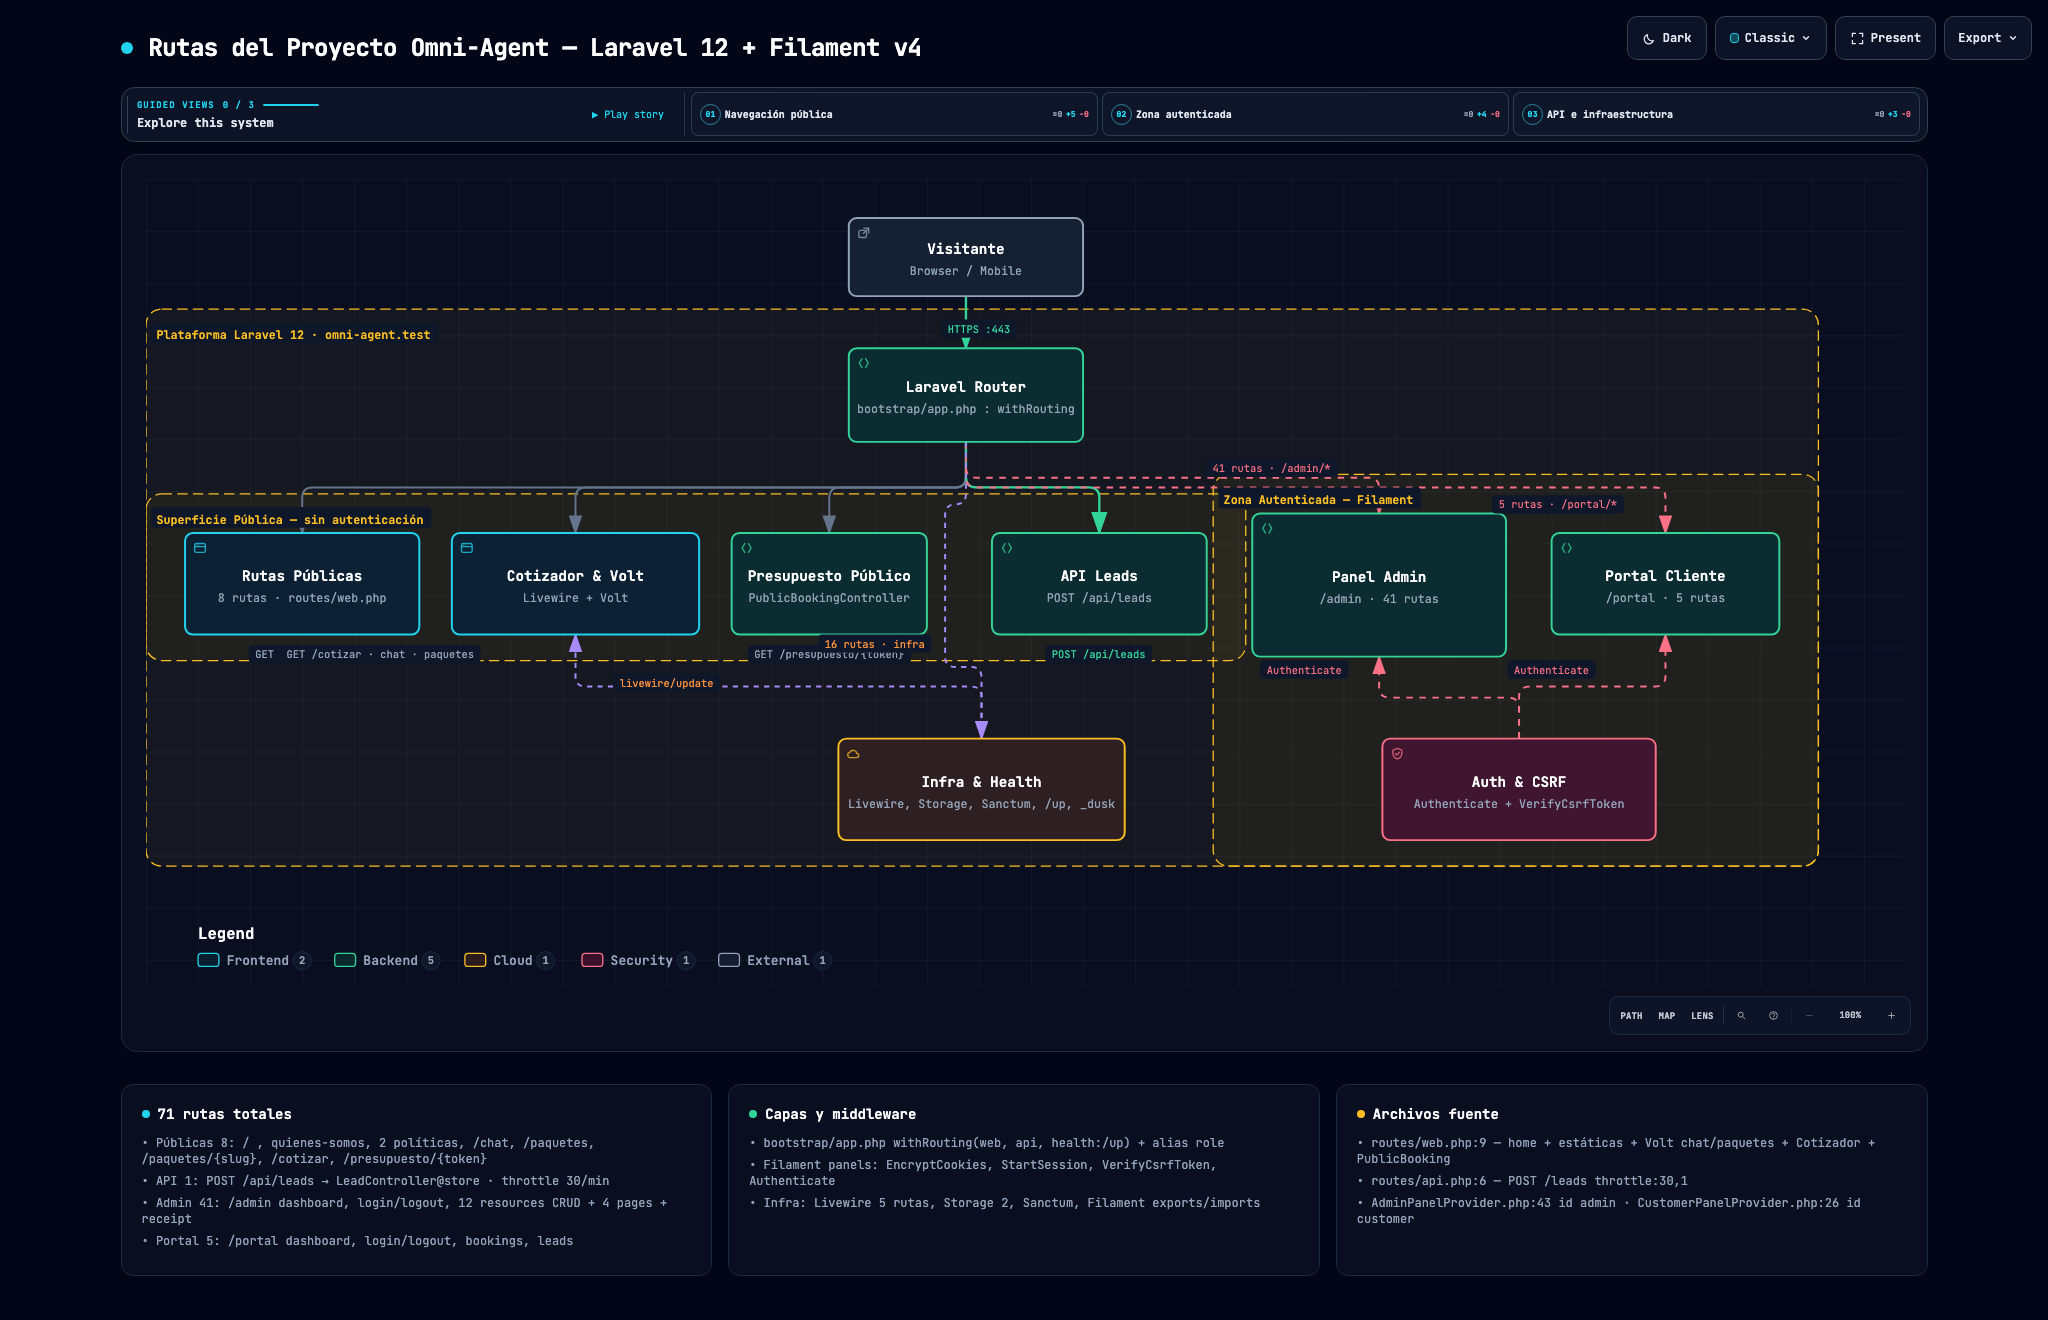 Rutas del Proyecto Omni-Agent — Laravel 12 + Filament v4
Dark
Classic
Present
Export
GUIDED VIEWS 0 / 3
Explore this system
▶ Play story
01 Navegación pública
=0 +5 -0
02 Zona autenticada
=0 +4 -0
03 API e infraestructura
=0 +3 -0
Visitante
Browser / Mobile
HTTPS :443
Plataforma Laravel 12 · omni-agent.test
Laravel Router
bootstrap/app.php : withRouting
41 rutas · /admin/*
Zona Autenticada — Filament
5 rutas · /portal/*
Superficie Pública — sin autenticación
Rutas Públicas
8 rutas · routes/web.php
Cotizador & Volt
Livewire + Volt
Presupuesto Público
PublicBookingController
API Leads
POST /api/leads
Panel Admin
/admin · 41 rutas
Portal Cliente
/portal · 5 rutas
16 rutas · infra
GET
GET /cotizar · chat · paquetes
GET /presupuesto/{token}
POST /api/leads
Authenticate
Authenticate
livewire/update
Infra & Health
Livewire, Storage, Sanctum, /up, _dusk
Auth & CSRF
Authenticate + VerifyCsrfToken
Legend
Frontend 2
Backend 5
Cloud 1
Security 1
External 1
PATH
MAP
LENS
100%
71 rutas totales
• Públicas 8: / , quienes-somos, 2 políticas, /chat, /paquetes,
/paquetes/{slug}, /cotizar, /presupuesto/{token}
• API 1: POST /api/leads → LeadController@store · throttle 30/min
• Admin 41: /admin dashboard, login/logout, 12 resources CRUD + 4 pages +
receipt
• Portal 5: /portal dashboard, login/logout, bookings, leads
Capas y middleware
• bootstrap/app.php withRouting(web, api, health:/up) + alias role
• Filament panels: EncryptCookies, StartSession, VerifyCsrfToken,
Authenticate
• Infra: Livewire 5 rutas, Storage 2, Sanctum, Filament exports/imports
Archivos fuente
• routes/web.php:9 — home + estáticas + Volt chat/paquetes + Cotizador +
PublicBooking
• routes/api.php:6 — POST /leads throttle:30,1
• AdminPanelProvider.php:43 id admin · CustomerPanelProvider.php:26 id
customer